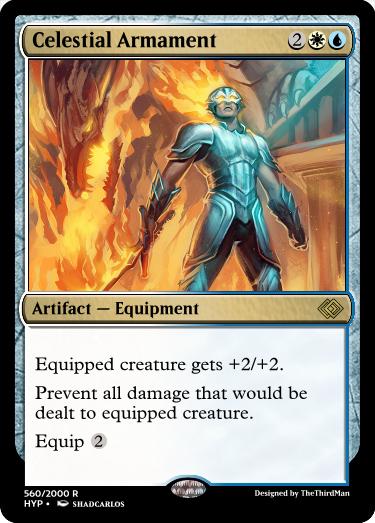 Celestial Armament 2
Artifact — Equipment
Equipped creature gets +2/+2.
Prevent all damage that would be
dealt to equipped creature.
Equip 2
560/2000 R
HYP • SHADCARLOS
Designed by TheThirdMan